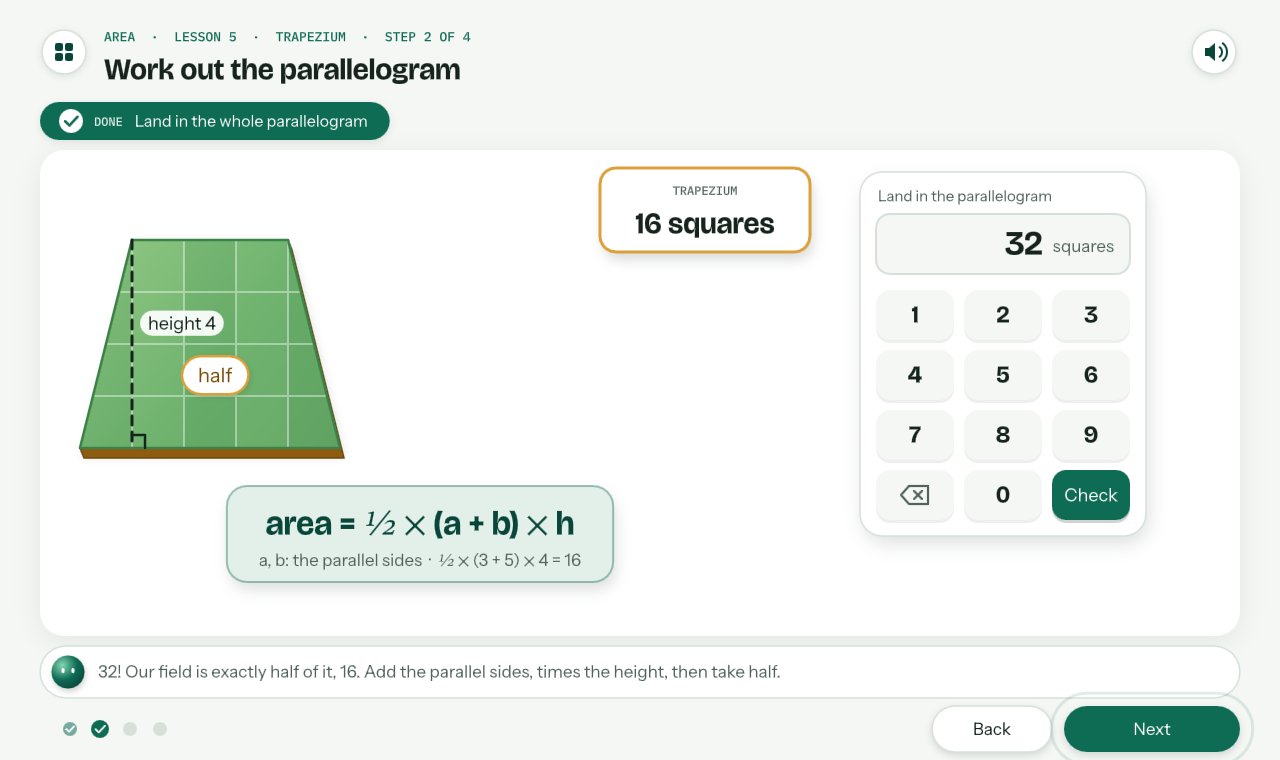 AREA · LESSON 5 · TRAPEZIUM · STEP 2 OF 4
Work out the parallelogram
DONE Land in the whole parallelogram
TRAPEZIUM
16 squares
height 4
half
area = ½ × (a + b) × h
a, b: the parallel sides · ½ × (3 + 5) × 4 = 16
Land in the parallelogram
32 squares
1 2 3
4 5 6
7 8 9
0 Check
32! Our field is exactly half of it, 16. Add the parallel sides, times the height, then take half.
Back Next